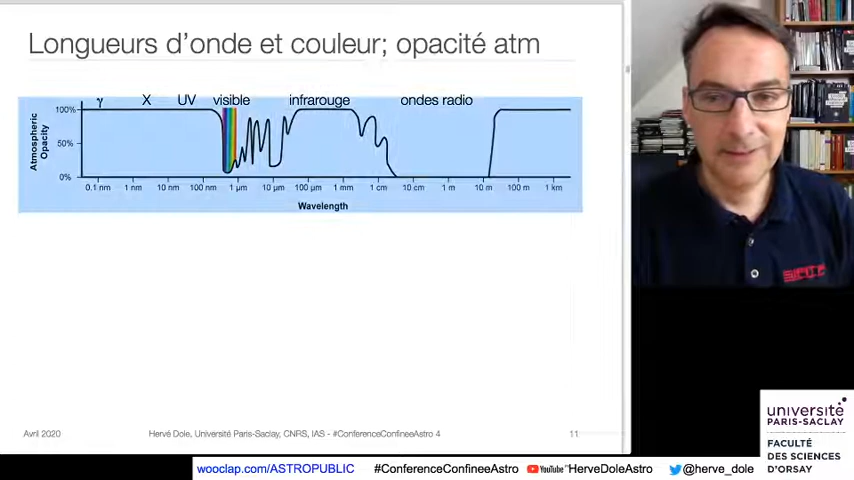 Longueurs d'onde et couleur; opacité atm
γ X UV visible infrarouge ondes radio
Atmospheric
Opacity
100%
50%
0%
0.1 nm 1 nm 10 nm 100 nm 1 µm 10 µm 100 µm 1 mm 1 cm 10 cm 1 m 10 m 100 m 1 km
Wavelength
Avril 2020 Hervé Dole, Université Paris-Saclay, CNRS, IAS - #ConferenceConfineeAstro 4 11
université
PARIS-SACLAY
FACULTÉ
DES SCIENCES
D'ORSAY
wooclap.com/ASTROPUBLIC #ConferenceConfineeAstro YouTube HerveDoleAstro @herve_dole